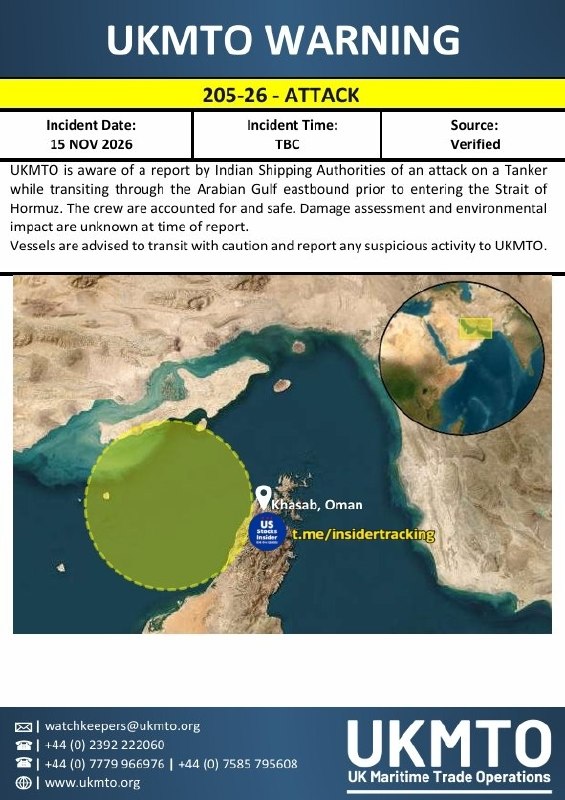 UKMTO WARNING
205-26 - ATTACK
Incident Date:
15 NOV 2026
Incident Time:
TBC
Source:
Verified
UKMTO is aware of a report by Indian Shipping Authorities of an attack on a Tanker
while transiting through the Arabian Gulf eastbound prior to entering the Strait of
Hormuz. The crew are accounted for and safe. Damage assessment and environmental
impact are unknown at time of report.
Vessels are advised to transit with caution and report any suspicious activity to UKMTO.
Khasab, Oman
US
Stocks
Insider
t.me/insidertracking
| watchkeepers@ukmto.org
| +44 (0) 2392 222060
| +44 (0) 7779 966976 | +44 (0) 7585 795608
| www.ukmto.org
UKMTO
UK Maritime Trade Operations